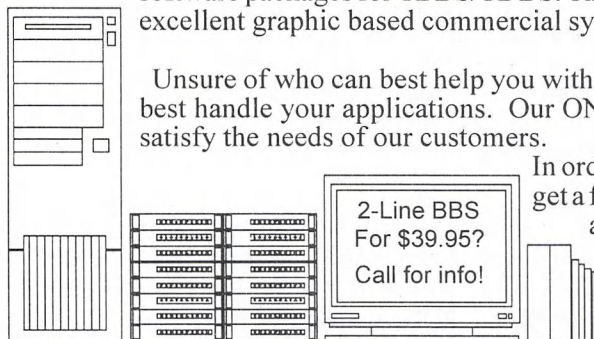 excellent graphic based commercial sy
Unsure of who can best help you with
best handle your applications. Our ON
satisfy the needs of our customers.
In ord
get a f
a
2-Line BBS
For $39.95?
Call for info!